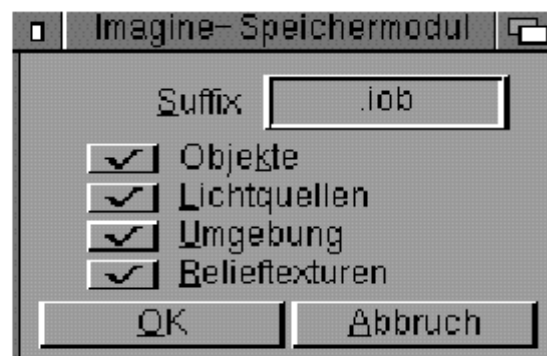 Imagine-Speichermodul
Suffix .iob
Objekte
Lichtquellen
Umgebung
Relieftexturen
OK Abbruch